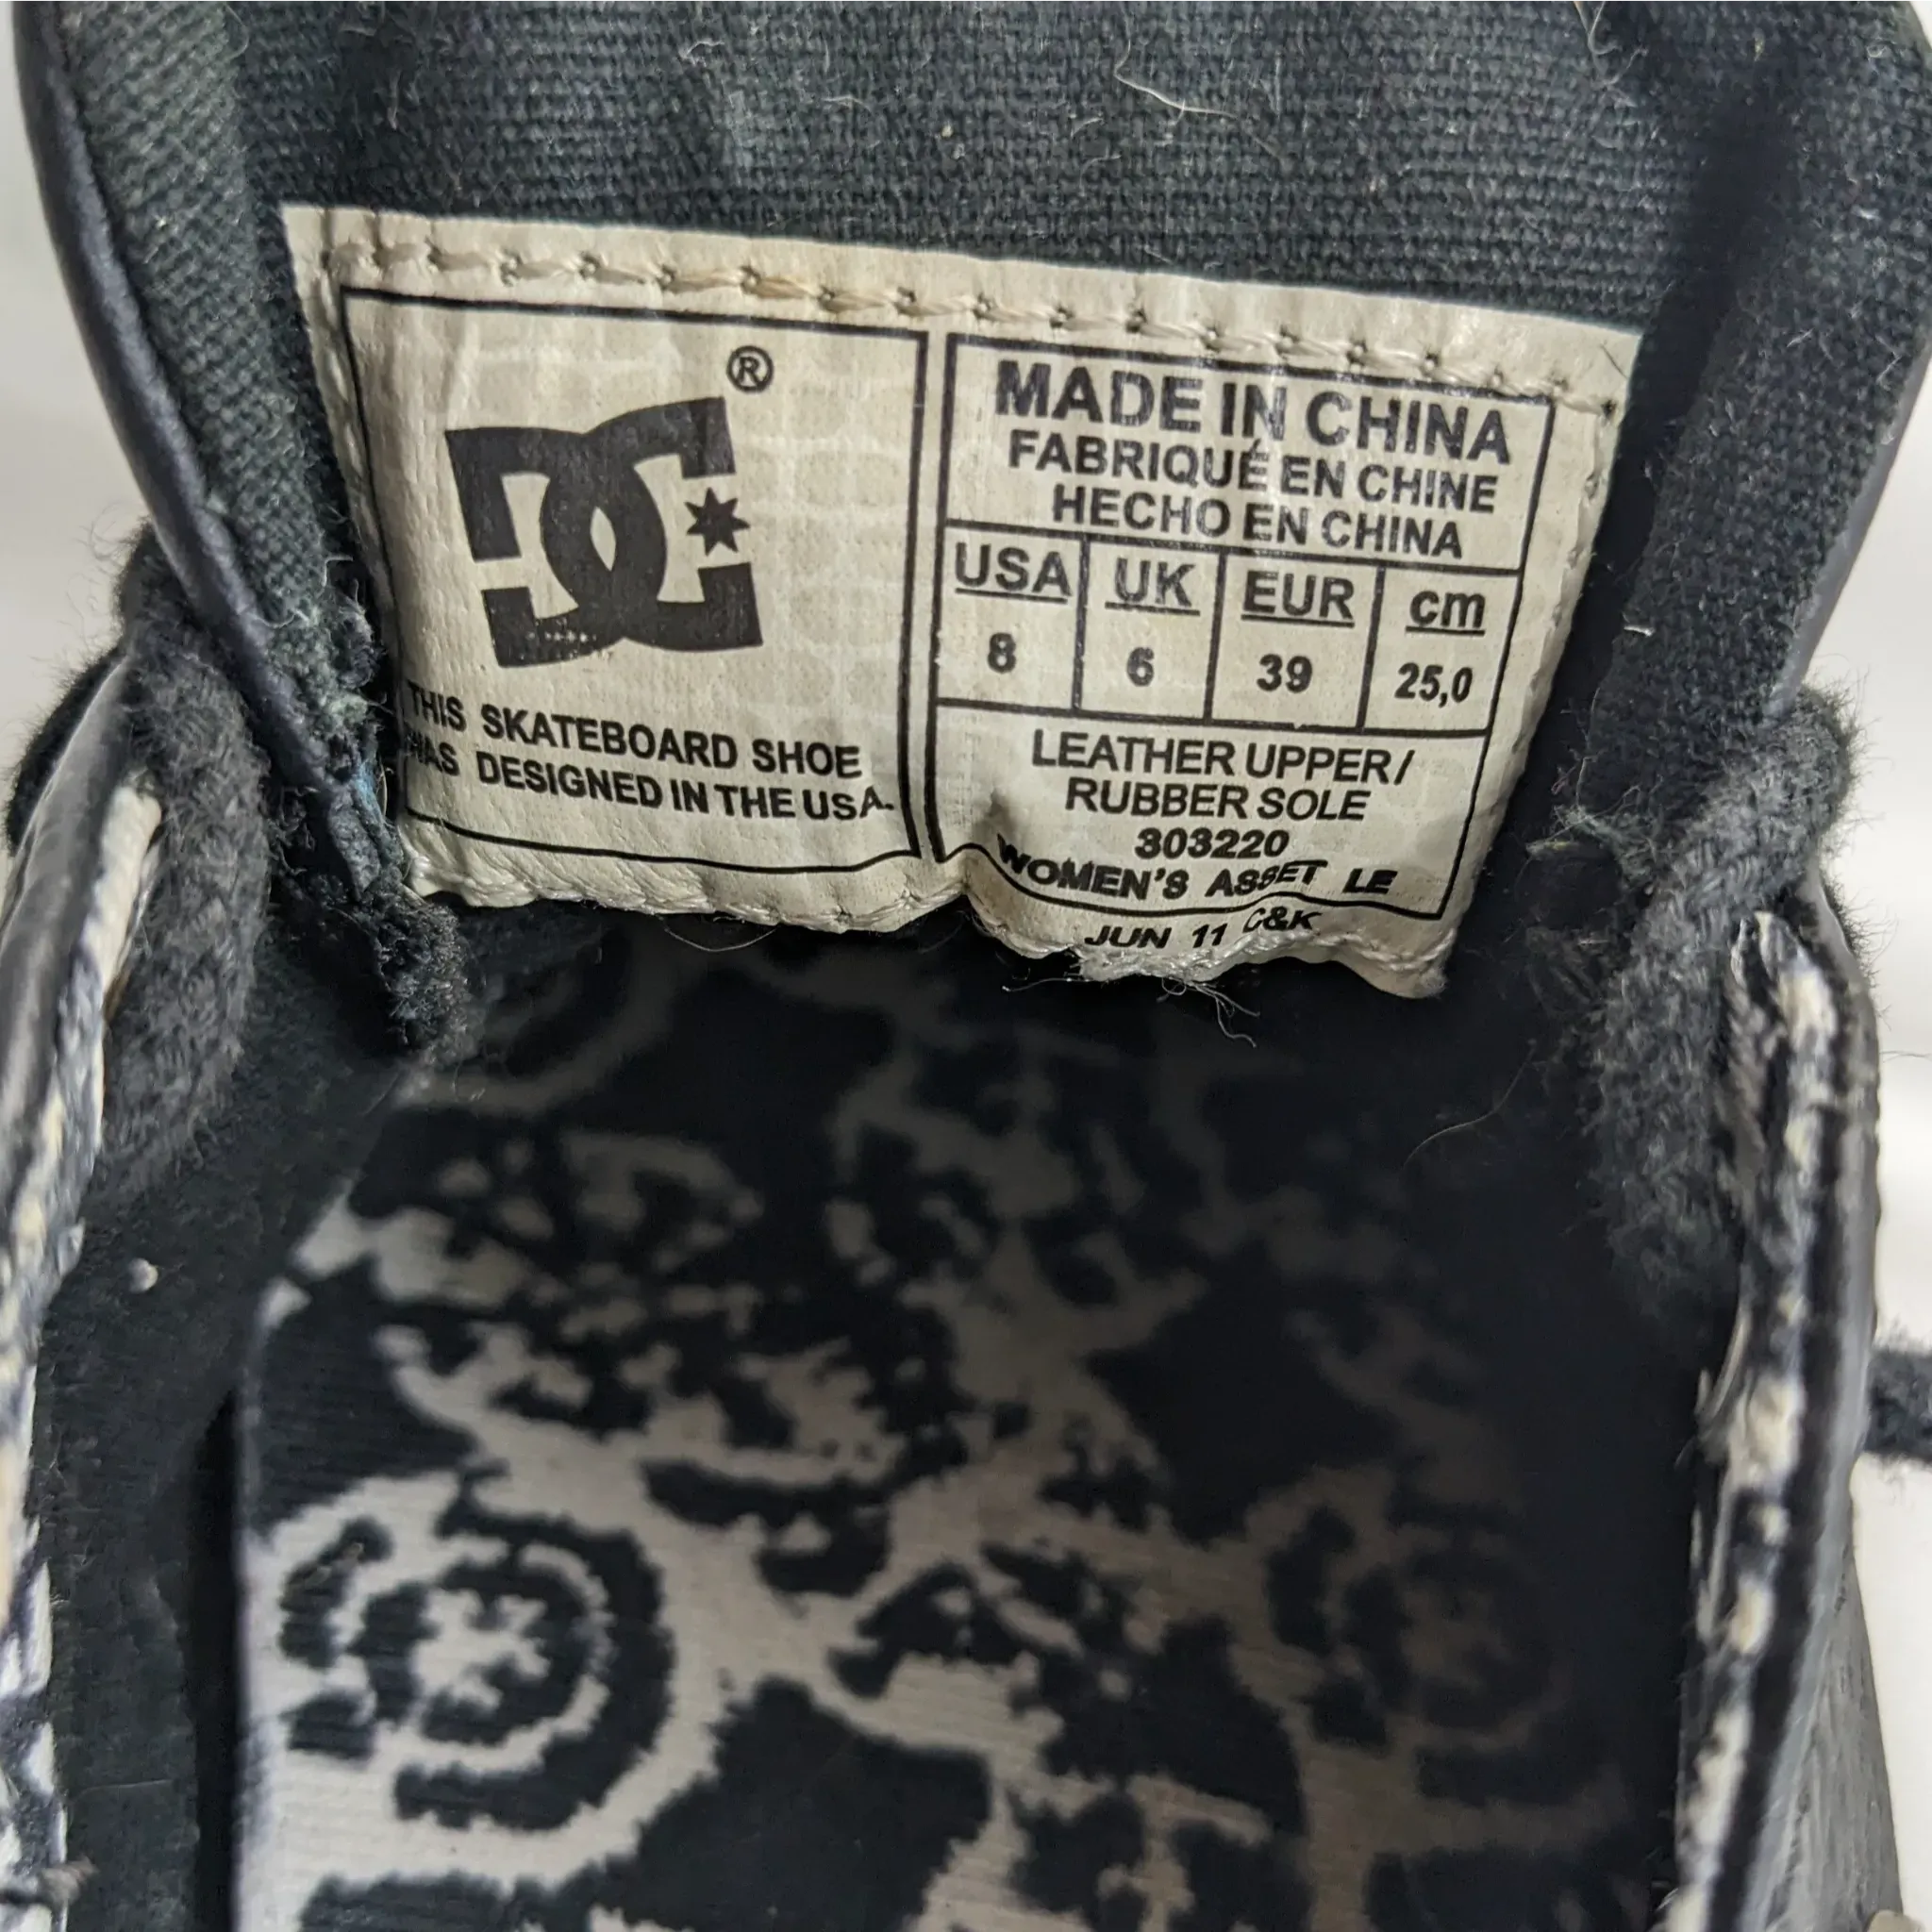 DC ®
THIS SKATEBOARD SHOE
WAS DESIGNED IN THE USA.
MADE IN CHINA
FABRIQUÉ EN CHINE
HECHO EN CHINA
USA UK EUR cm
8 6 39 25,0
LEATHER UPPER/
RUBBER SOLE
303220
WOMEN'S ASSET LE
JUN 11 C&K